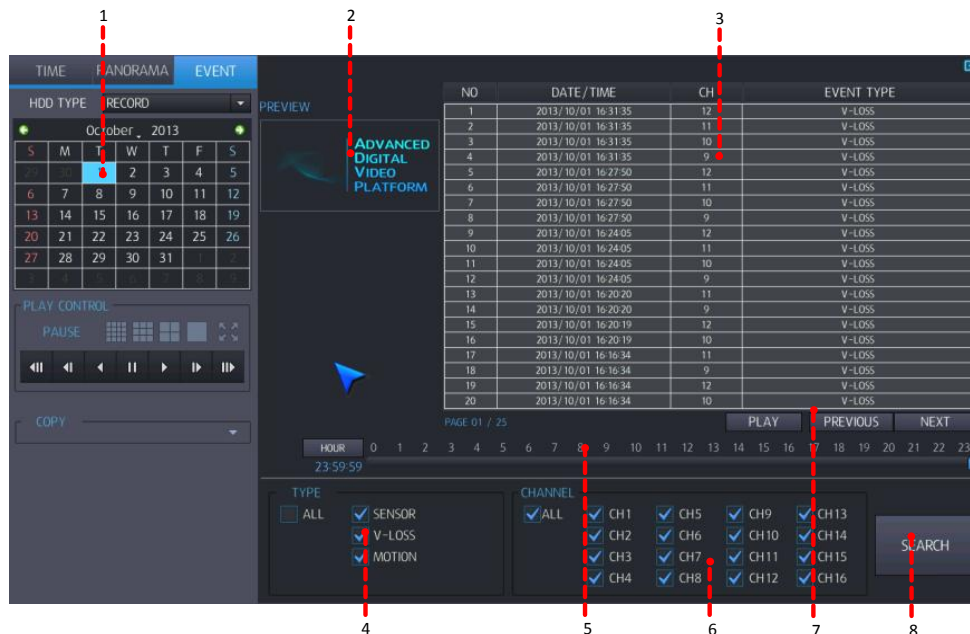 1 2 3
TIME PANORAMA EVENT
HDD TYPE RECORD
October 2013
S M T W T F S
29 30 2 3 4 5
6 7 8 9 10 11 12
13 14 15 16 17 18 19
20 21 22 23 24 25 26
27 28 29 30 31 1 2
3 4 5 6 7 8 9
PLAY CONTROL
PAUSE
COPY
PREVIEW
ADVANCED
DIGITAL
VIDEO
PLATFORM
NO DATE/TIME CH EVENT TYPE
1 2013/10/01 16:31:35 12 V-LOSS
2 2013/10/01 16:31:35 11 V-LOSS
3 2013/10/01 16:31:35 10 V-LOSS
4 2013/10/01 16:31:35 9 V-LOSS
5 2013/10/01 16:27:50 12 V-LOSS
6 2013/10/01 16:27:50 11 V-LOSS
7 2013/10/01 16:27:50 10 V-LOSS
8 2013/10/01 16:27:50 9 V-LOSS
9 2013/10/01 16:24:05 12 V-LOSS
10 2013/10/01 16:24:05 11 V-LOSS
11 2013/10/01 16:24:05 10 V-LOSS
12 2013/10/01 16:24:05 9 V-LOSS
13 2013/10/01 16:20:20 11 V-LOSS
14 2013/10/01 16:20:20 9 V-LOSS
15 2013/10/01 16:20:19 12 V-LOSS
16 2013/10/01 16:20:19 10 V-LOSS
17 2013/10/01 16:16:34 11 V-LOSS
18 2013/10/01 16:16:34 9 V-LOSS
19 2013/10/01 16:16:34 12 V-LOSS
20 2013/10/01 16:16:34 10 V-LOSS
PAGE 01 / 25 PLAY PREVIOUS NEXT
HOUR 0 1 2 3 4 5 6 7 8 9 10 11 12 13 14 15 16 17 18 19 20 21 22 23
23:59:59
TYPE
ALL SENSOR
V-LOSS
MOTION
CHANNEL
ALL CH1 CH5 CH9 CH13
CH2 CH6 CH10 CH14
CH3 CH7 CH11 CH15
CH4 CH8 CH12 CH16
SEARCH
4 5 6 7 8